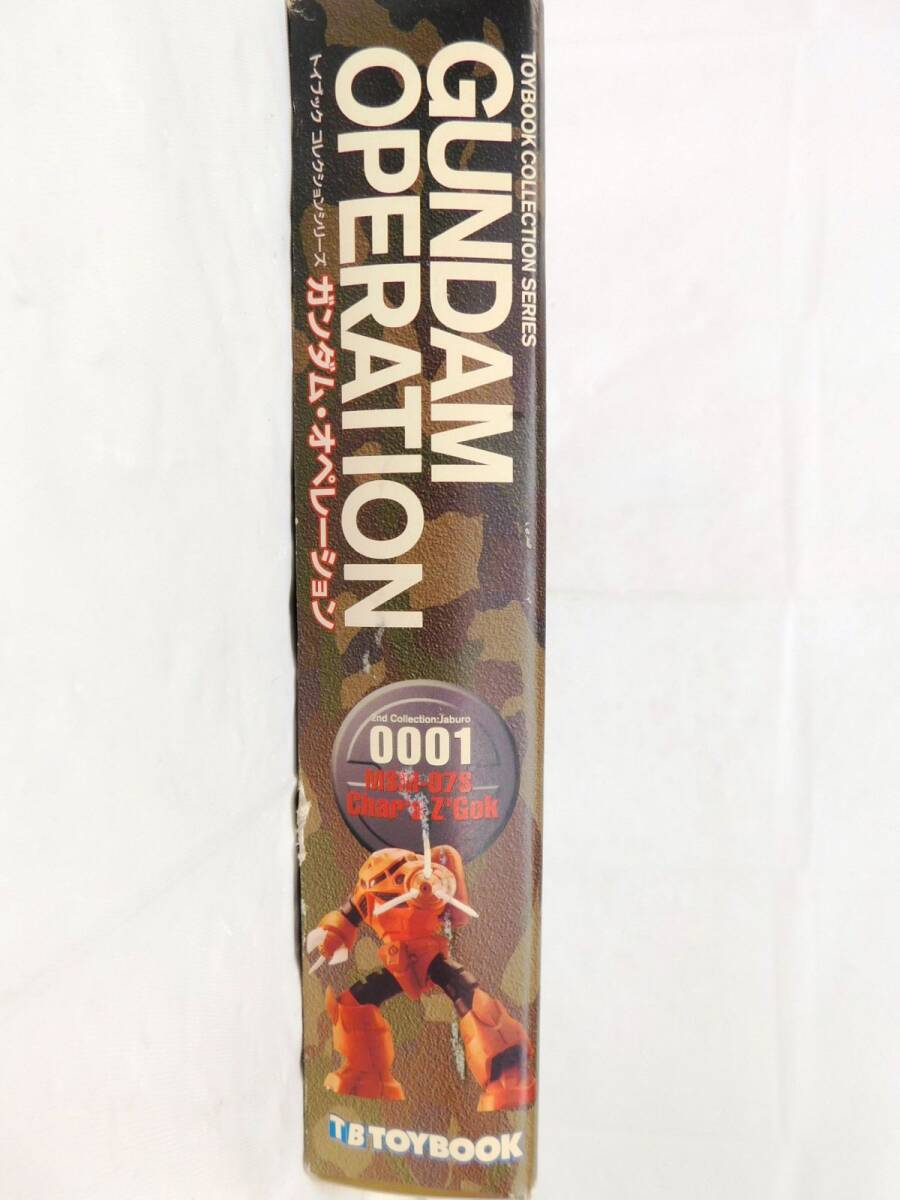 TOYBOOK COLLECTION SERIES
GUNDAM
OPERATION
トイブック コレクションシリーズ ガンダム・オペレーション
2nd Collection:Jaburo
0001
MSM-07S
Char's Z'Gok
TB TOYBOOK